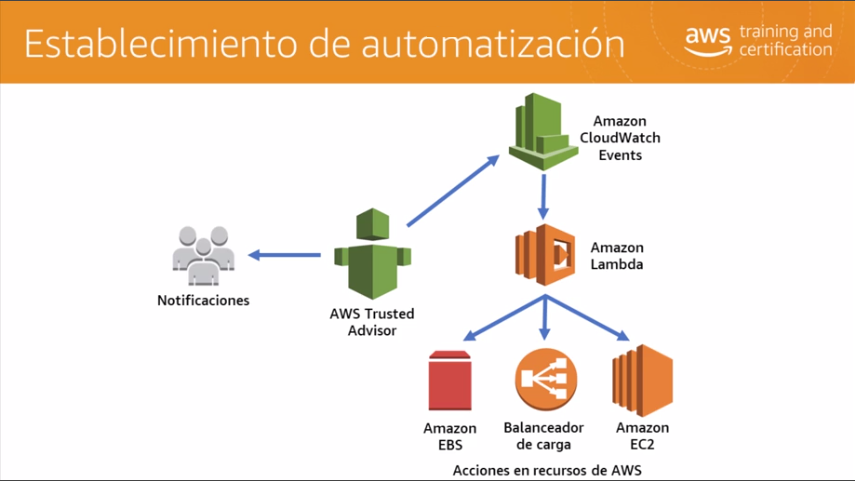 Establecimiento de automatización
aws training and
certification
Amazon
CloudWatch
Events
Amazon
Lambda
Notificaciones
AWS Trusted
Advisor
Amazon
EBS
Balanceador
de carga
Amazon
EC2
Acciones en recursos de AWS